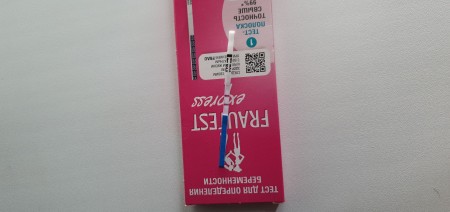 ТЕСТ ДЛЯ ОПРЕДЕЛЕНИЯ
БЕРЕМЕННОСТИ
FRAUTEST
express
1
ТЕСТ-
ПОЛОСКА
ТОЧНОСТЬ
СВЫШЕ
99%*